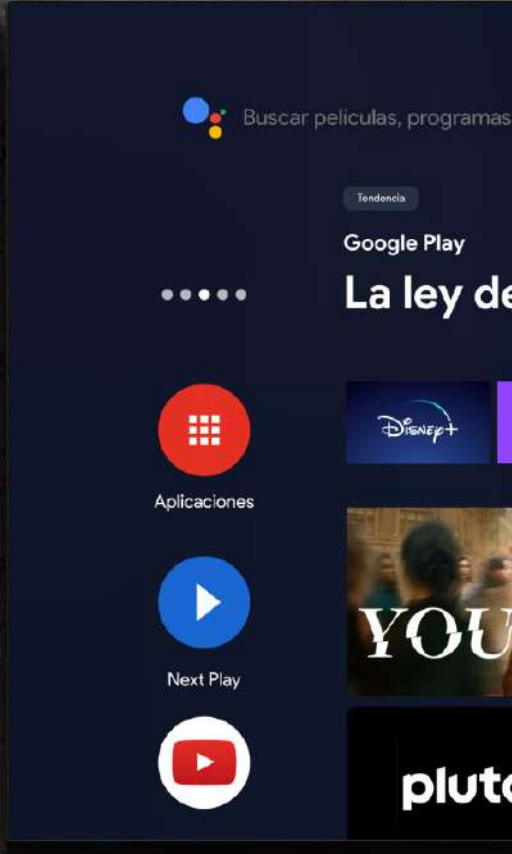 Buscar películas, programas
Tendencia
Google Play
La ley de
Disney+
Aplicaciones
YOU
Next Play
pluto